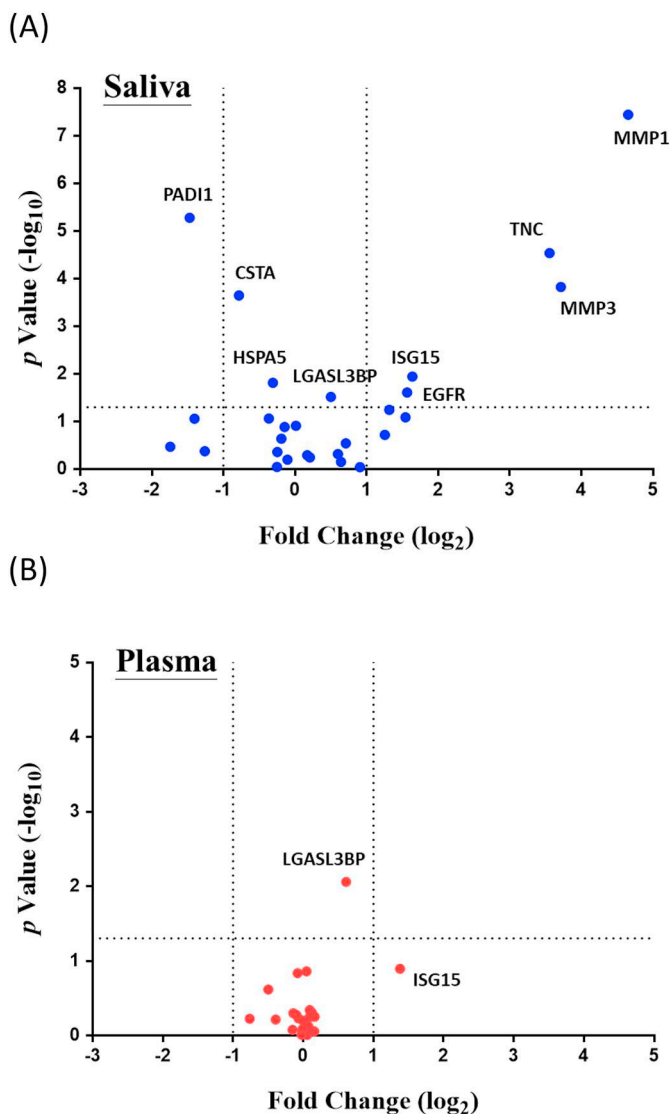 (A)
Saliva
8
7
6
5
4
3
2
1
0
p Value (-log10)
MMP1
PADI1
TNC
CSTA
MMP3
HSPA5
LGASL3BP
ISG15
EGFR
-3 -2 -1 0 1 2 3 4 5
Fold Change (log2)
(B)
Plasma
5
4
3
2
1
0
p Value (-log10)
LGASL3BP
ISG15
-3 -2 -1 0 1 2 3 4 5
Fold Change (log2)